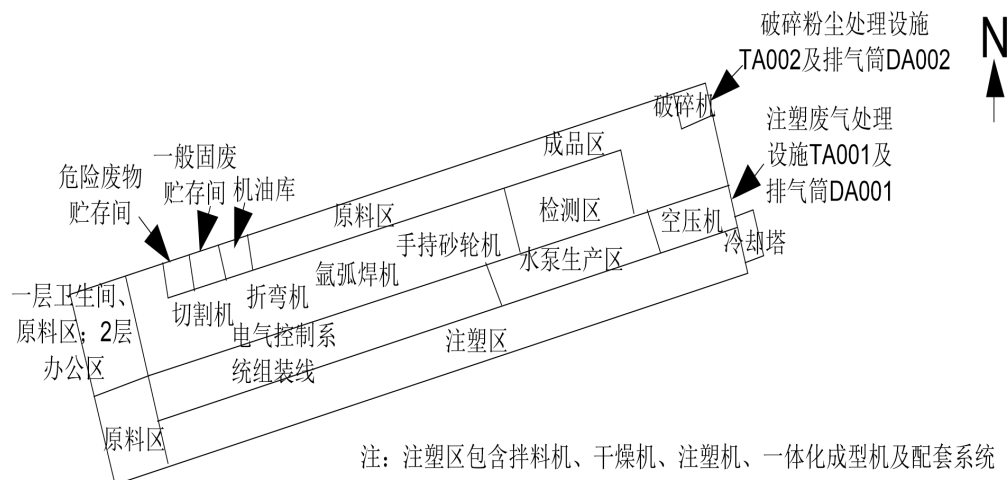 破碎粉尘处理设施
TA002及排气筒DA002
N
破碎机
注塑废气处理
设施TA001及
排气筒DA001
成品区
一般固废
贮存间
危险废物
贮存间
机油库
原料区
检测区
空压机
冷却塔
手持砂轮机
水泵生产区
氩弧焊机
折弯机
切割机
一层卫生间、
原料区；2层
办公区
电气控制系
统组装线
注塑区
原料区
注：注塑区包含拌料机、干燥机、注塑机、一体化成型机及配套系统